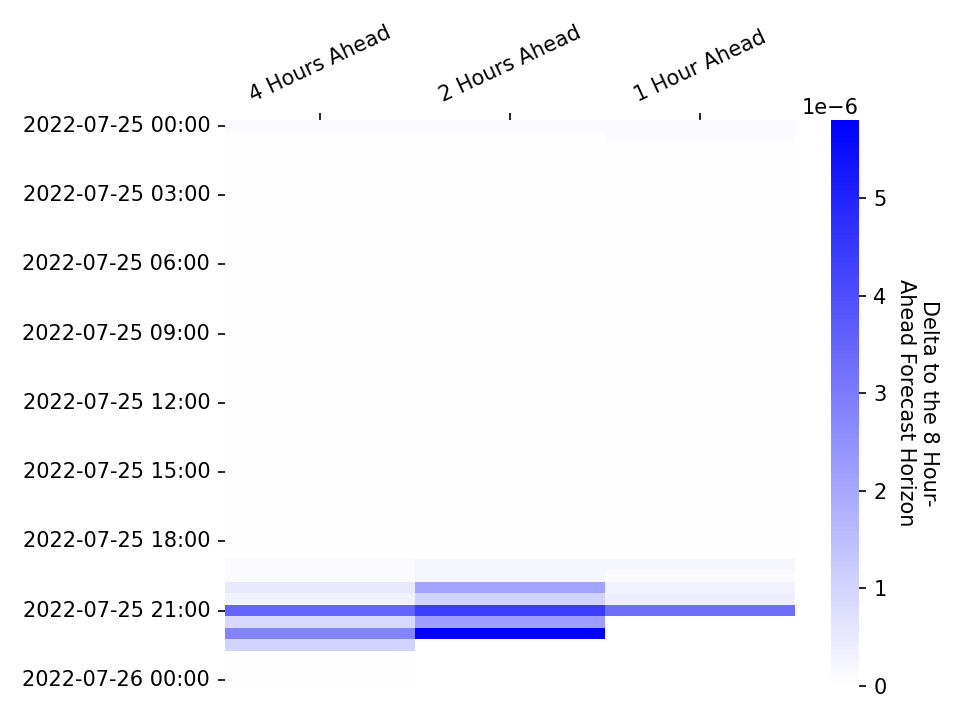 4 Hours Ahead
2 Hours Ahead
1 Hour Ahead
1e−6
2022-07-25 00:00
2022-07-25 03:00
2022-07-25 06:00
2022-07-25 09:00
2022-07-25 12:00
2022-07-25 15:00
2022-07-25 18:00
2022-07-25 21:00
2022-07-26 00:00
5
4
3
2
1
0
Delta to the 8 Hour-
Ahead Forecast Horizon